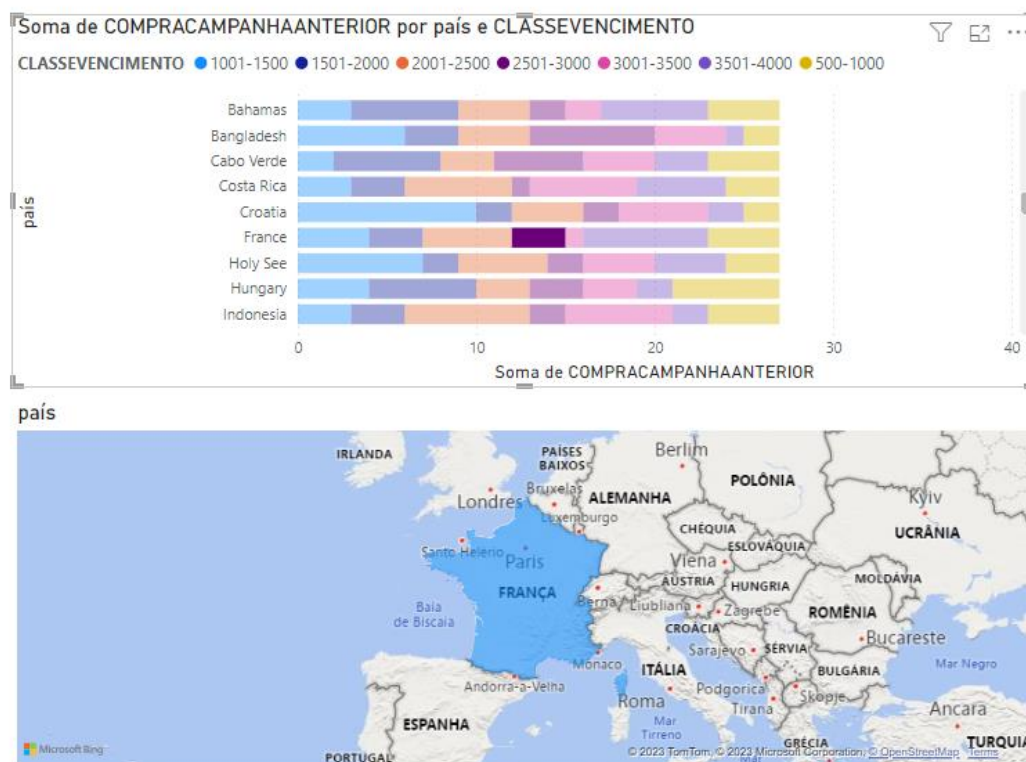 Soma de COMPRACAMPANHAANTERIOR por país e CLASSEVENCIMENTO
CLASSEVENCIMENTO 1001-1500 1501-2000 2001-2500 2501-3000 3001-3500 3501-4000 500-1000
país
Bahamas
Bangladesh
Cabo Verde
Costa Rica
Croatia
France
Holy See
Hungary
Indonesia
0 10 20 30 40
Soma de COMPRACAMPANHAANTERIOR
país
IRLANDA
PAÍSES
BAIXOS
Berlim
POLÔNIA
Londres
Bruxelas
ALEMANHA
Kyiv
Luxemburgo
CHÉQUIA
UCRÂNIA
Santo Helério
Paris
ESLOVÁQUIA
Viena
FRANÇA
ÁUSTRIA
HUNGRIA
MOLDÁVIA
Baía
de Biscaia
Berna
Liubliana
Zagrebe
ROMÊNIA
CROÁCIA
Bucareste
Mônaco
ITÁLIA
Sarajevo
SÉRVIA
Mar Negro
Andorra-a-Velha
Roma
Podgorica
BULGÁRIA
Skopje
Tirana
Ancara
ESPANHA
Mar
Tirreno
GRÉCIA
TURQUIA
PORTUGAL
Microsoft Bing
© 2023 TomTom, © 2023 Microsoft Corporation, © OpenStreetMap Terms